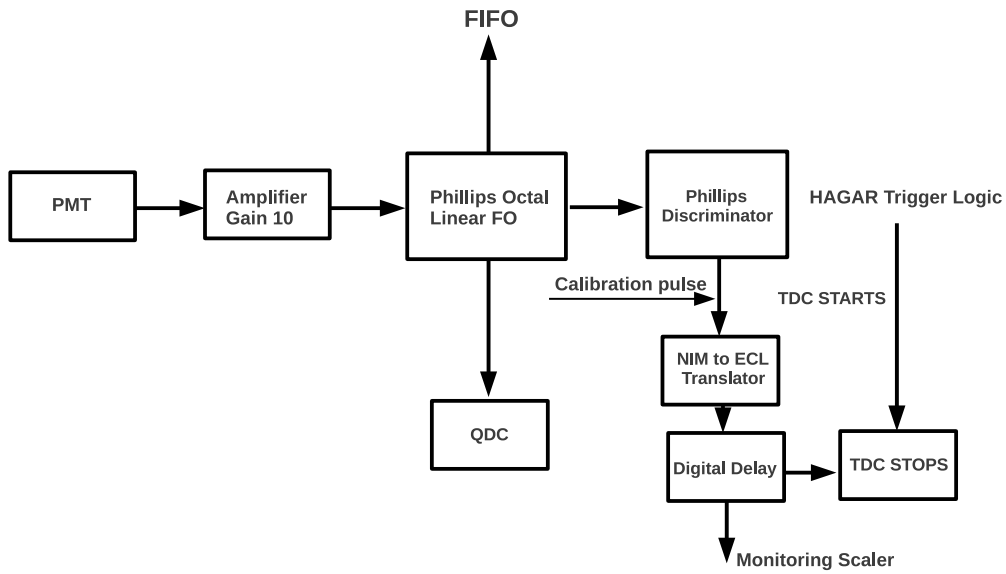 FIFO
PMT
Amplifier
Gain 10
Phillips Octal
Linear FO
Phillips
Discriminator
HAGAR Trigger Logic
Calibration pulse
TDC STARTS
NIM to ECL
Translator
QDC
Digital Delay
TDC STOPS
Monitoring Scaler